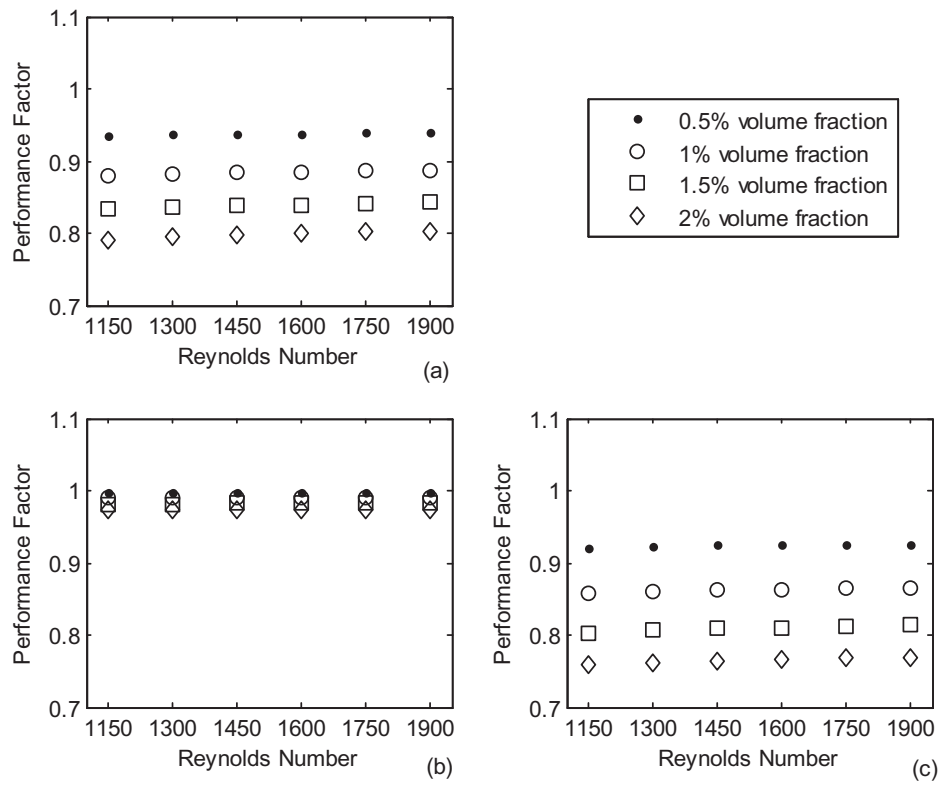 1.1
1
0.9
0.8
0.7
Performance Factor
1150 1300 1450 1600 1750 1900
Reynolds Number
(a)
0.5% volume fraction
1% volume fraction
1.5% volume fraction
2% volume fraction
1.1
1
0.9
0.8
0.7
Performance Factor
1150 1300 1450 1600 1750 1900
Reynolds Number
(b)
1.1
1
0.9
0.8
0.7
Performance Factor
1150 1300 1450 1600 1750 1900
Reynolds Number
(c)